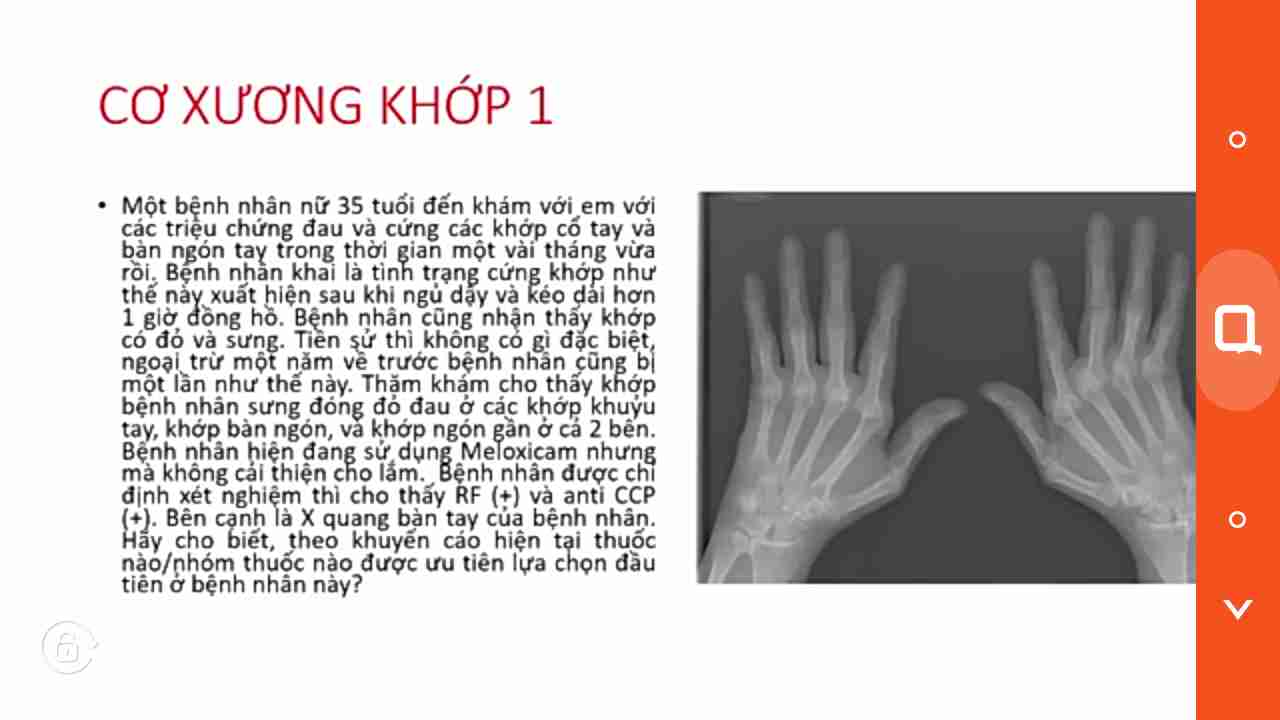 CƠ XƯƠNG KHỚP 1
• Một bệnh nhân nữ 35 tuổi đến khám với em với
các triệu chứng đau và cứng các khớp cổ tay và
bàn ngón tay trong thời gian một vài tháng vừa
rồi. Bệnh nhân khai là tình trạng cứng khớp như
thế này xuất hiện sau khi ngủ dậy và kéo dài hơn
1 giờ đồng hồ. Bệnh nhân cũng nhận thấy khớp
có đỏ và sưng. Tiền sử thì không có gì đặc biệt,
ngoại trừ một năm về trước bệnh nhân cũng bị
một lần như thế này. Thăm khám cho thấy khớp
bệnh nhân sưng đóng đỏ đau ở các khớp khuỷu
tay, khớp bàn ngón, và khớp ngón gần ở cả 2 bên.
Bệnh nhân hiện đang sử dụng Meloxicam nhưng
mà không cải thiện cho lắm. Bệnh nhân được chỉ
định xét nghiệm thì cho thấy RF (+) và anti CCP
(+). Bên cạnh là X quang bàn tay của bệnh nhân.
Hãy cho biết, theo khuyến cáo hiện tại thuốc
nào/nhóm thuốc nào được ưu tiên lựa chọn đầu
tiên ở bệnh nhân này?